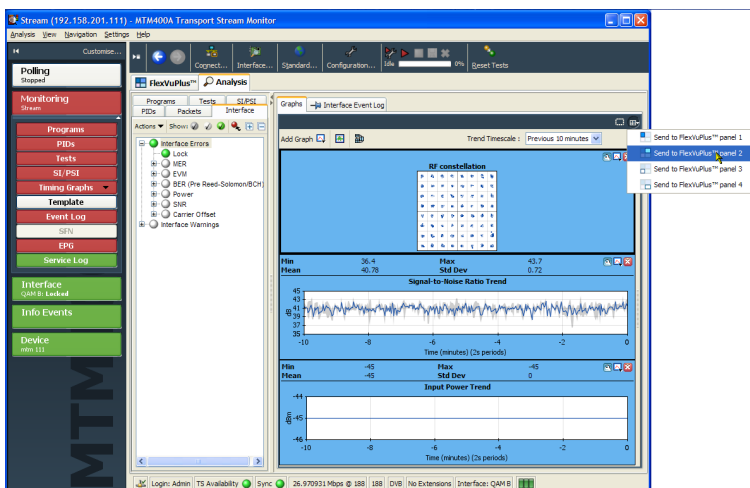 Stream (192.158.201.111) - MTM400A Transport Stream Monitor
Analysis View Navigation Settings Help
Customise...
Connect... Interface... Standard... Configuration... Idle 0% Reset Tests
Polling
Stopped
FlexVuPlus™ Analysis
Monitoring
Stream
Programs Tests SI/PSI
PIDs Packets Interface
Graphs Interface Event Log
Actions Show:
Add Graph Trend Timescale : Previous 10 minutes
Send to FlexVuPlus™ panel 1
Send to FlexVuPlus™ panel 2
Send to FlexVuPlus™ panel 3
Send to FlexVuPlus™ panel 4
Programs
PIDs
Tests
SI/PSI
Timing Graphs
Template
Event Log
SFN
EPG
Service Log
Interface
QAM B: Locked
Info Events
Device
mtm 111
MTM
Interface Errors
Lock
MER
EVM
BER (Pre Reed-Solomon/BCH)
Power
SNR
Carrier Offset
Interface Warnings
RF constellation
Min 36.4 Max 43.7
Mean 40.78 Std Dev 0.72
Signal-to-Noise Ratio Trend
45
43
41
39
37
35
dB
-10 -8 -6 -4 -2 0
Time (minutes) (2s periods)
Min -45 Max -45
Mean -45 Std Dev 0
Input Power Trend
-44
-45
-46
dBm
-10 -8 -6 -4 -2 0
Time (minutes) (2s periods)
Login: Admin TS Availability Sync 26.970931 Mbps @ 188 188 DVB No Extensions Interface: QAM B